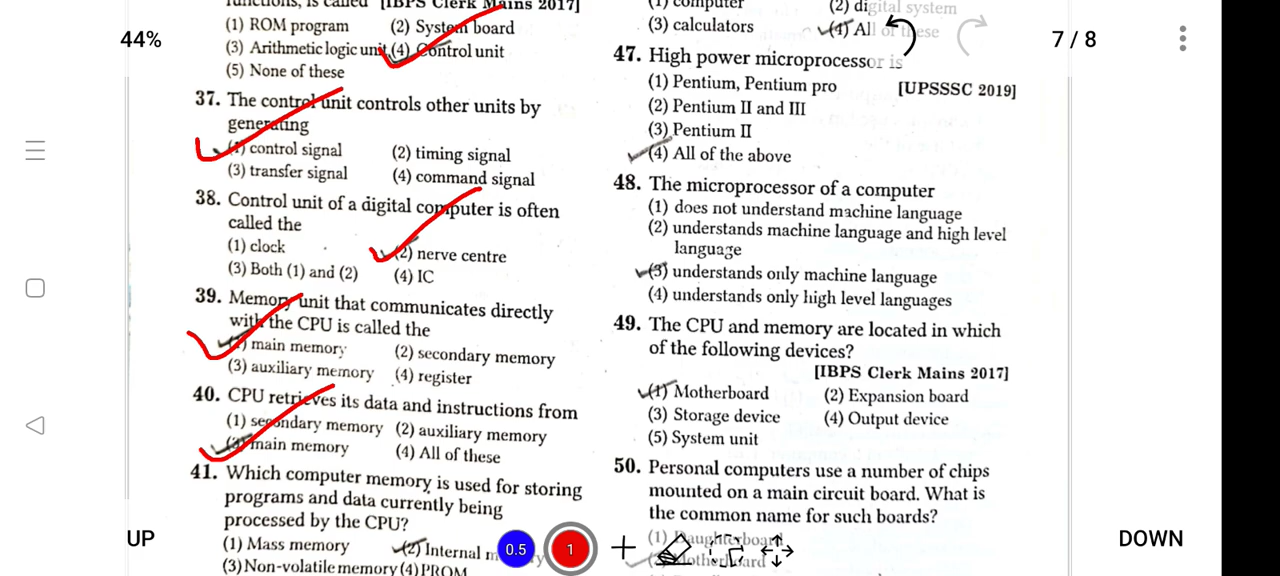 functions, is called [IBPS Clerk Mains 2017]
(1) ROM program (2) System board
(3) Arithmetic logic unit (4) Control unit
(5) None of these
37. The control unit controls other units by
generating
(1) control signal (2) timing signal
(3) transfer signal (4) command signal
38. Control unit of a digital computer is often
called the
(1) clock (2) nerve centre
(3) Both (1) and (2) (4) IC
39. Memory unit that communicates directly
with the CPU is called the
(1) main memory (2) secondary memory
(3) auxiliary memory (4) register
40. CPU retrieves its data and instructions from
(1) secondary memory (2) auxiliary memory
(3) main memory (4) All of these
41. Which computer memory is used for storing
programs and data currently being
processed by the CPU?
(1) Mass memory (2) Internal
(3) Non-volatile memory (4) PROM
(1) computer (2) digital system
(3) calculators (4) All of these
47. High power microprocessor is
[UPSSSC 2019]
(1) Pentium, Pentium pro
(2) Pentium II and III
(3) Pentium II
(4) All of the above
48. The microprocessor of a computer
(1) does not understand machine language
(2) understands machine language and high level
language
(3) understands only machine language
(4) understands only high level languages
49. The CPU and memory are located in which
of the following devices?
[IBPS Clerk Mains 2017]
(1) Motherboard (2) Expansion board
(3) Storage device (4) Output device
(5) System unit
50. Personal computers use a number of chips
mounted on a main circuit board. What is
the common name for such boards?
(1) Daughterboard
(2) Motherboard
44%
7 / 8
UP
0.5
1
DOWN